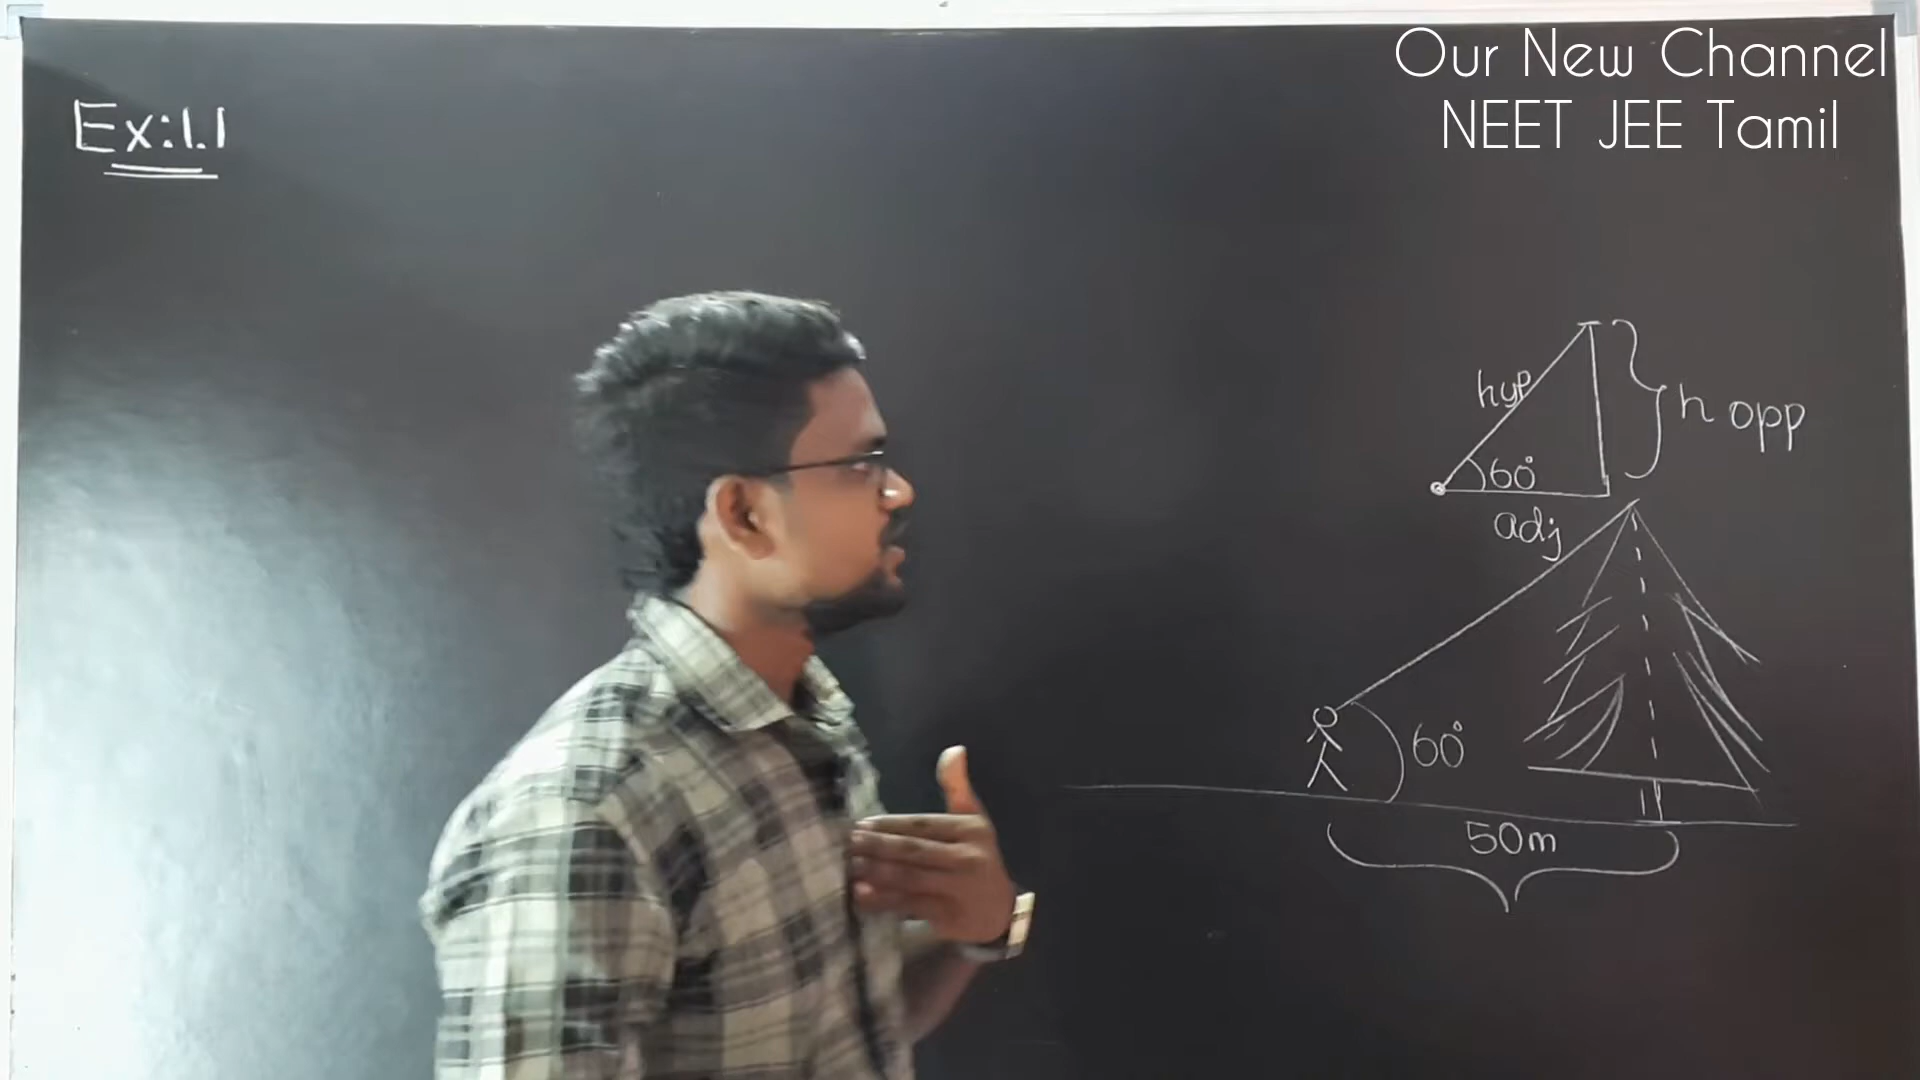 Our New Channel
NEET JEE Tamil
Ex:1.1
hyp
h opp
60°
adj
60°
50m